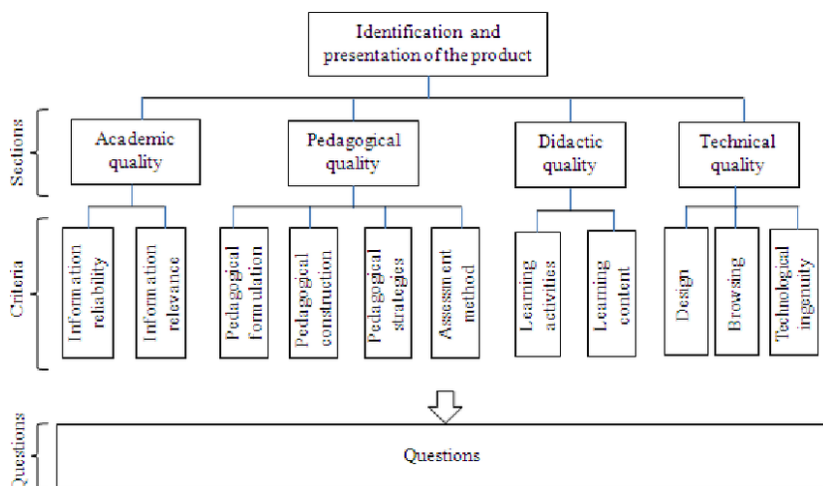 Identification and
presentation of the product
Sections
Academic
quality
Pedagogical
quality
Didactic
quality
Technical
quality
Criteria
Information
reliability
Information
relevance
Pedagogical
fomulation
Pedagogical
construction
Pedagogical
strategies
Assessment
method
Learning
activities
Learning
content
Design
Browsing
Technological
ingenuity
Questions
Questions